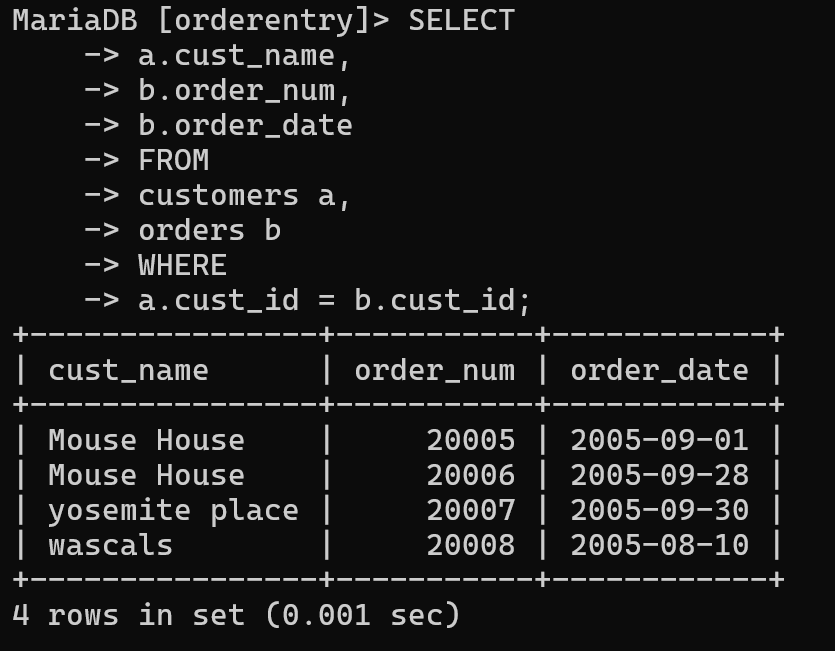 MariaDB [orderentry]> SELECT
    -> a.cust_name,
    -> b.order_num,
    -> b.order_date
    -> FROM
    -> customers a,
    -> orders b
    -> WHERE
    -> a.cust_id = b.cust_id;
+----------------+-----------+------------+
| cust_name      | order_num | order_date |
+----------------+-----------+------------+
| Mouse House    |     20005 | 2005-09-01 |
| Mouse House    |     20006 | 2005-09-28 |
| yosemite place |     20007 | 2005-09-30 |
| wascals        |     20008 | 2005-08-10 |
+----------------+-----------+------------+
4 rows in set (0.001 sec)